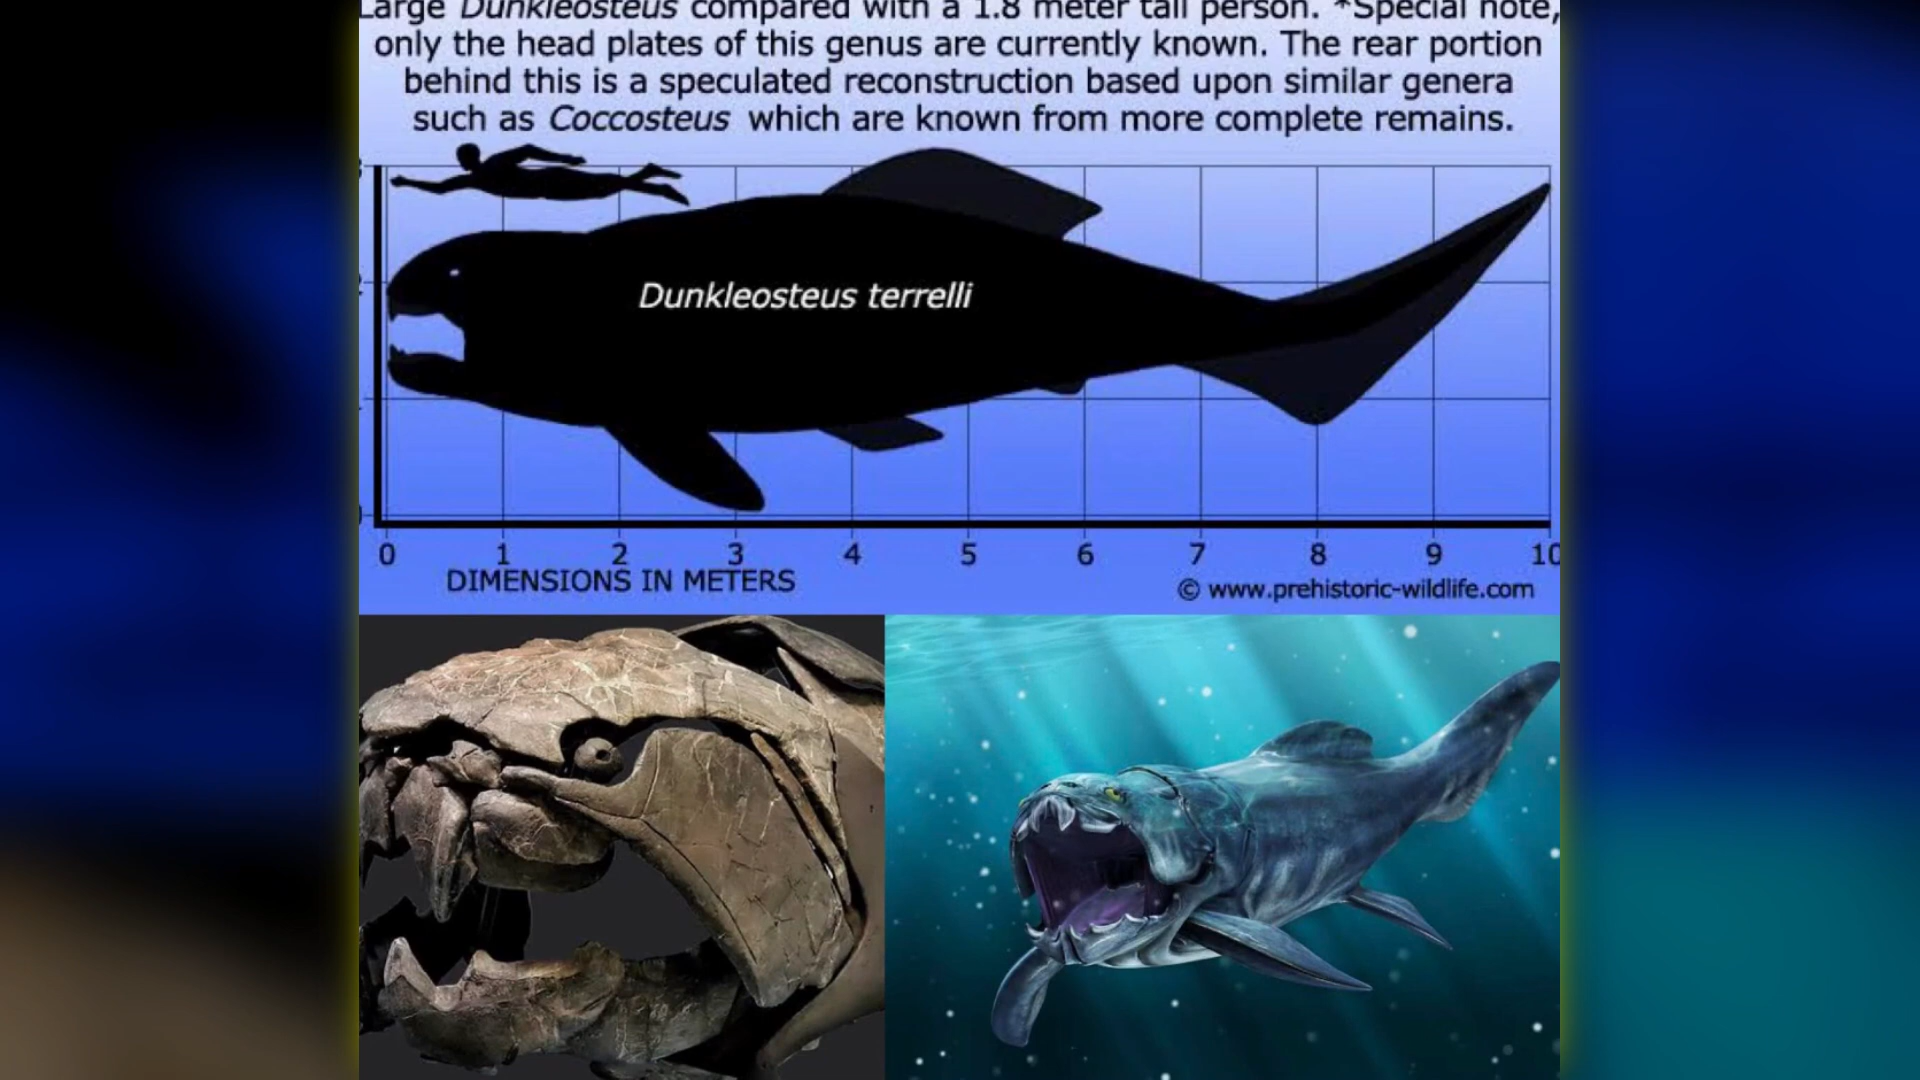 Large Dunkleosteus compared with a 1.8 meter tall person. *Special note,
only the head plates of this genus are currently known. The rear portion
behind this is a speculated reconstruction based upon similar genera
such as Coccosteus which are known from more complete remains.
Dunkleosteus terrelli
0 1 2 3 4 5 6 7 8 9 10
DIMENSIONS IN METERS
© www.prehistoric-wildlife.com